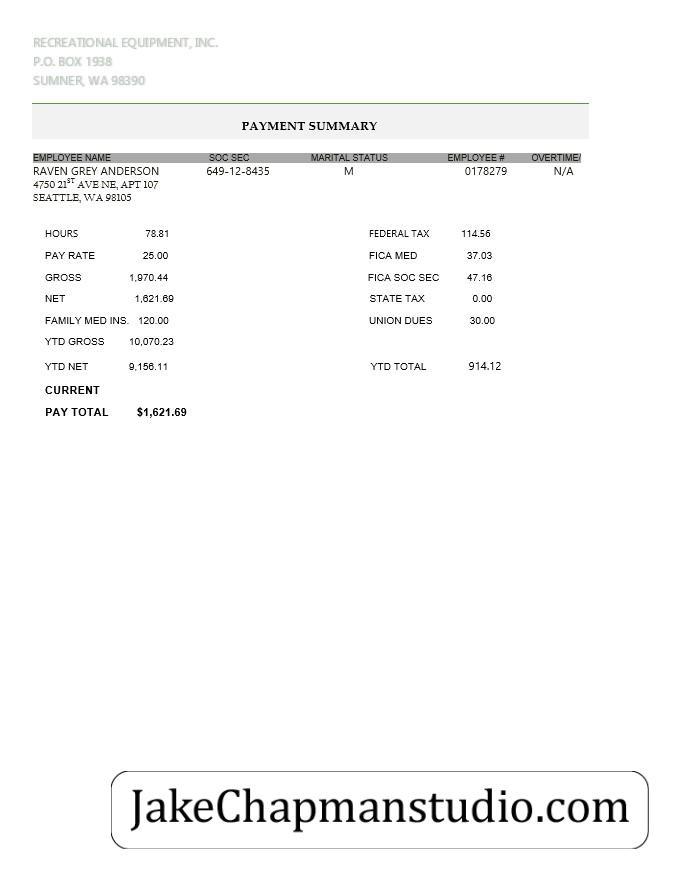 RECREATIONAL EQUIPMENT, INC.
P.O. BOX 1938
SUMNER, WA 98390
PAYMENT SUMMARY
EMPLOYEE NAME SOC SEC MARITAL STATUS EMPLOYEE # OVERTIME/
RAVEN GREY ANDERSON 649-12-8435 M 0178279 N/A
4750 21ST AVE NE, APT 107
SEATTLE, WA 98105
HOURS 78.81 FEDERAL TAX 114.56
PAY RATE 25.00 FICA MED 37.03
GROSS 1,970.44 FICA SOC SEC 47.16
NET 1,621.69 STATE TAX 0.00
FAMILY MED INS. 120.00 UNION DUES 30.00
YTD GROSS 10,070.23
YTD NET 9,156.11 YTD TOTAL 914.12
CURRENT
PAY TOTAL $1,621.69
JakeChapmanstudio.com